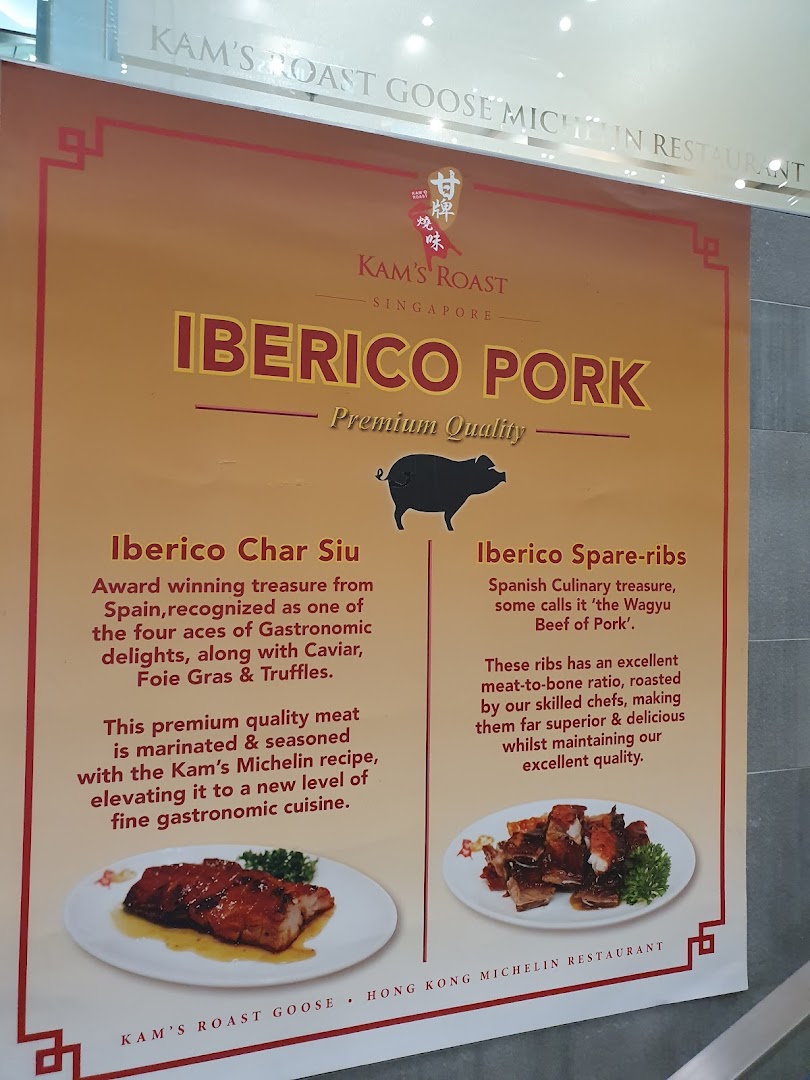 KAM'S ROAST GOOSE MICHELIN RESTAURANT
甘牌
燒味
KAM'S
ROAST
KAM'S ROAST
SINGAPORE
IBERICO PORK
Premium Quality
Iberico Char Siu
Award winning treasure from
Spain,recognized as one of
the four aces of Gastronomic
delights, along with Caviar,
Foie Gras & Truffles.
This premium quality meat
is marinated & seasoned
with the Kam's Michelin recipe,
elevating it to a new level of
fine gastronomic cuisine.
Iberico Spare-ribs
Spanish Culinary treasure,
some calls it 'the Wagyu
Beef of Pork'.
These ribs has an excellent
meat-to-bone ratio, roasted
by our skilled chefs, making
them far superior & delicious
whilst maintaining our
excellent quality.
KAM'S ROAST GOOSE • HONG KONG MICHELIN RESTAURANT